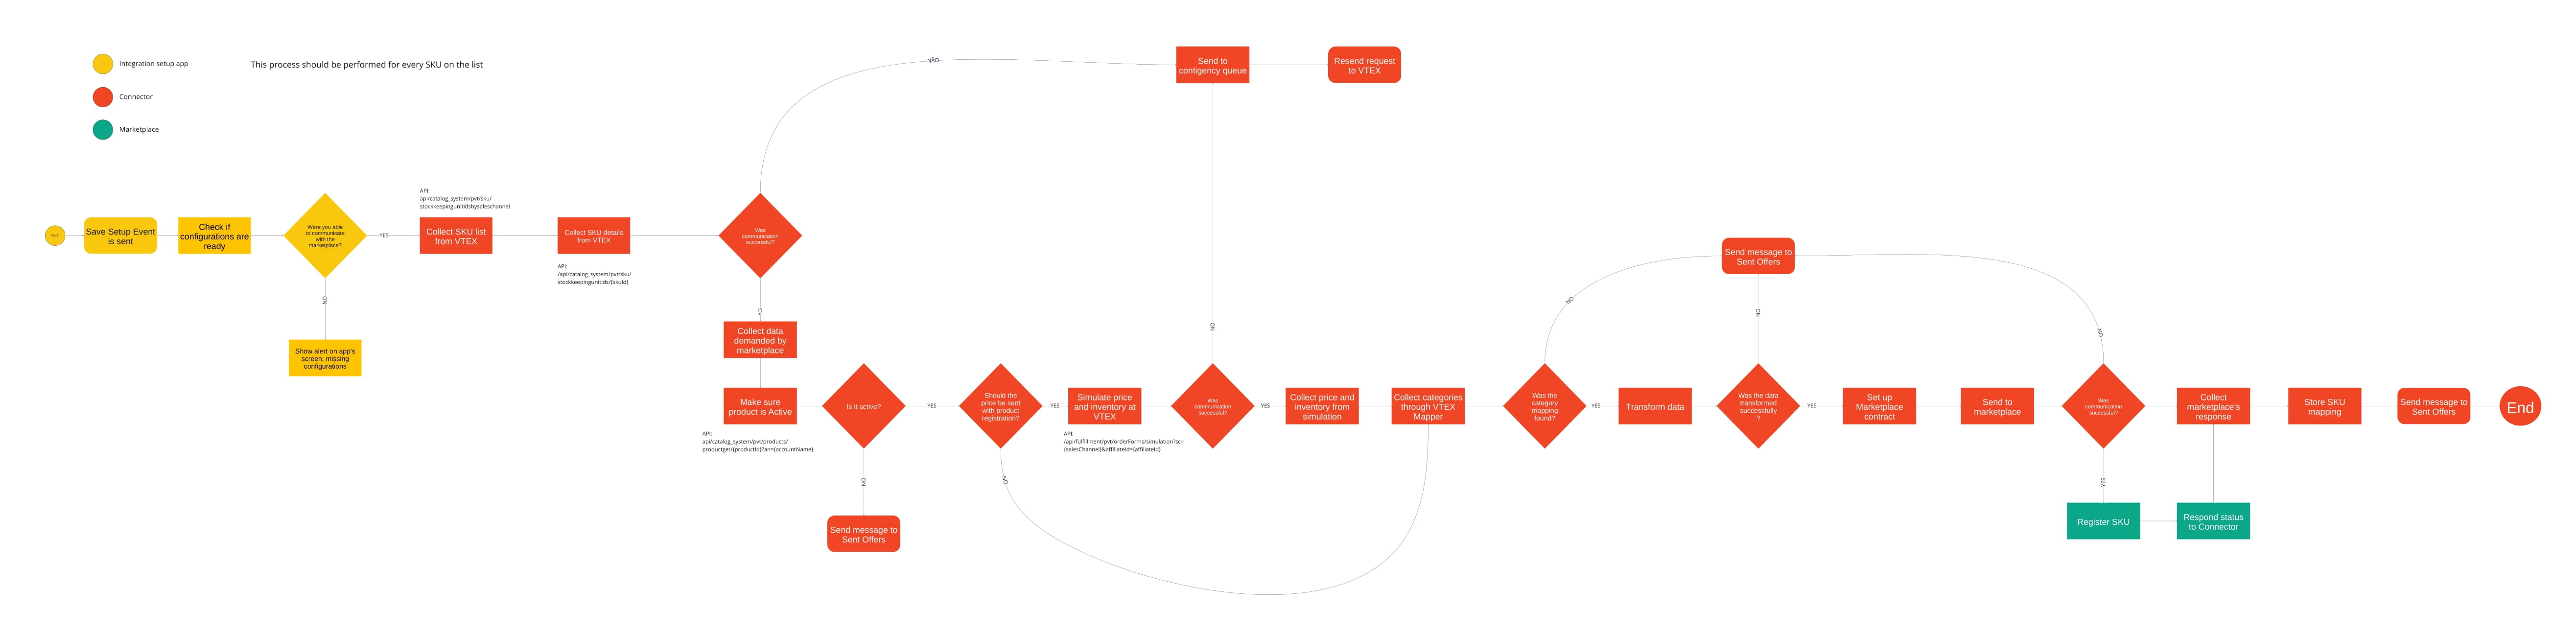 Integration setup app
This process should be performed for every SKU on the list
Connector
Marketplace
Send to
contigency queue
Resend request
to VTEX
NÃO
Start
Save Setup Event
is sent
Check if
configurations are
ready
Were you able
to communicate
with the
marketplace?
YES
NO
Show alert on app's
screen: missing
configurations
API:
api/catalog_system/pvt/sku/
stockkeepingunitidsbysaleschannel
Collect SKU list
from VTEX
Collect SKU details
from VTEX
API:
/api/catalog_system/pvt/sku/
stockkeepingunitids/{skuId}
Was
communication
successful?
Collect data
demanded by
marketplace
Make sure
product is Active
API:
api/catalog_system/pvt/products/
productget/{productId}?an={accountName}
Is it active?
YES
NO
Send message to
Sent Offers
Should the
price be sent
with product
registration?
YES
NO
Simulate price
and inventory at
VTEX
API:
/api/fulfillment/pvt/orderForms/simulation?sc=
{salesChannel}&affiliateId={affiliateId}
Was
communication
successful?
NO
YES
Collect price and
inventory from
simulation
Collect categories
through VTEX
Mapper
Was the
category
mapping
found?
NO
YES
Send message to
Sent Offers
Transform data
NO
Was the data
transformed
successfully
?
YES
Set up
Marketplace
contract
Send to
marketplace
NO
Was
communication
successful?
YES
Register SKU
Respond status
to Connector
Collect
marketplace's
response
Store SKU
mapping
Send message to
Sent Offers
End